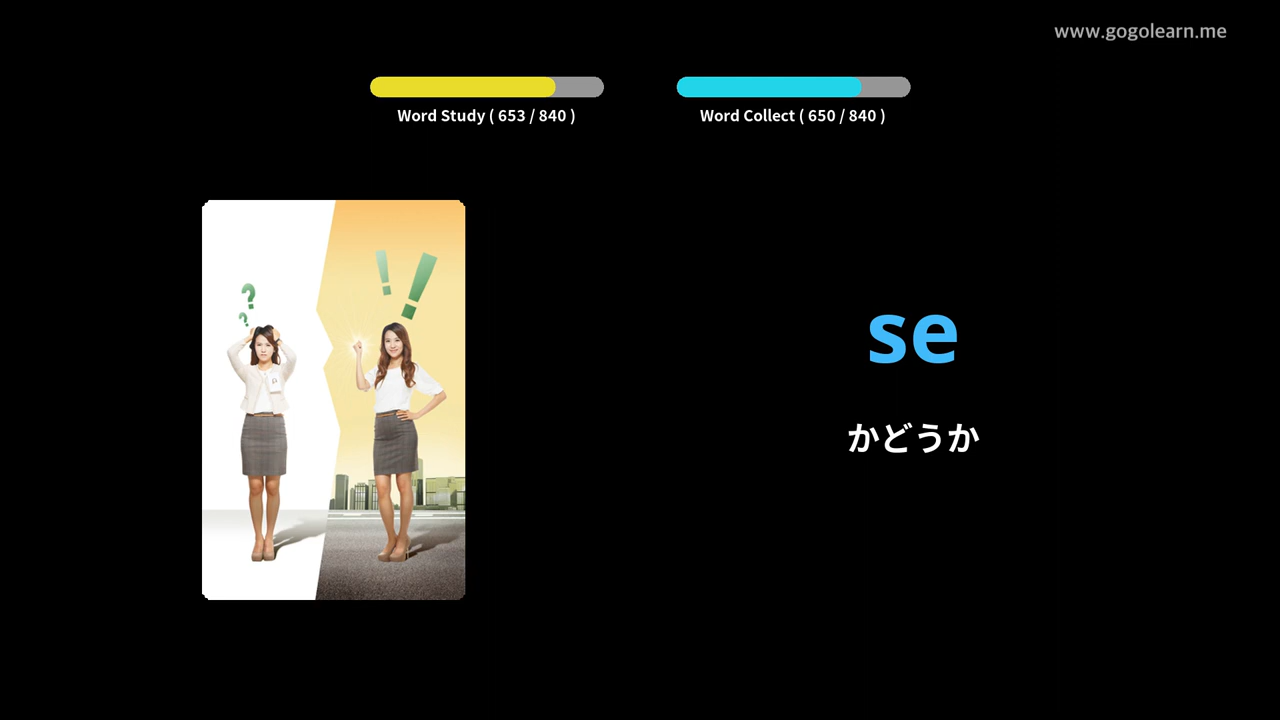 www.gogolearn.me
Word Study ( 653 / 840 )
Word Collect ( 650 / 840 )
? ?
! !
se
かどうか